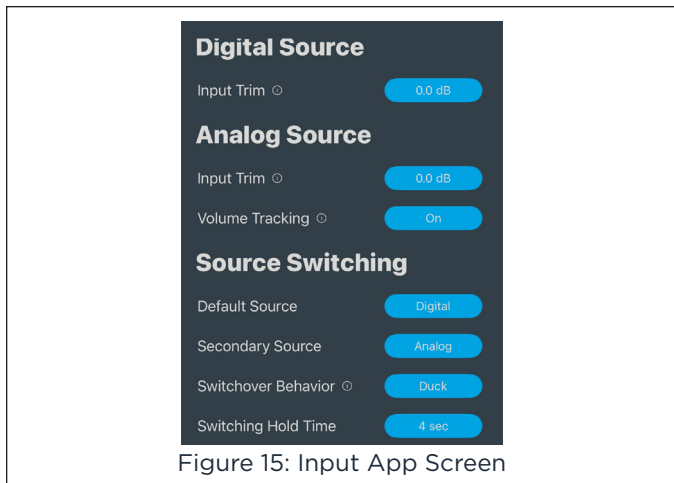 Digital Source
Input Trim ⓘ 0.0 dB
Analog Source
Input Trim ⓘ 0.0 dB
Volume Tracking ⓘ On
Source Switching
Default Source Digital
Secondary Source Analog
Switchover Behavior ⓘ Duck
Switching Hold Time 4 sec
Figure 15: Input App Screen